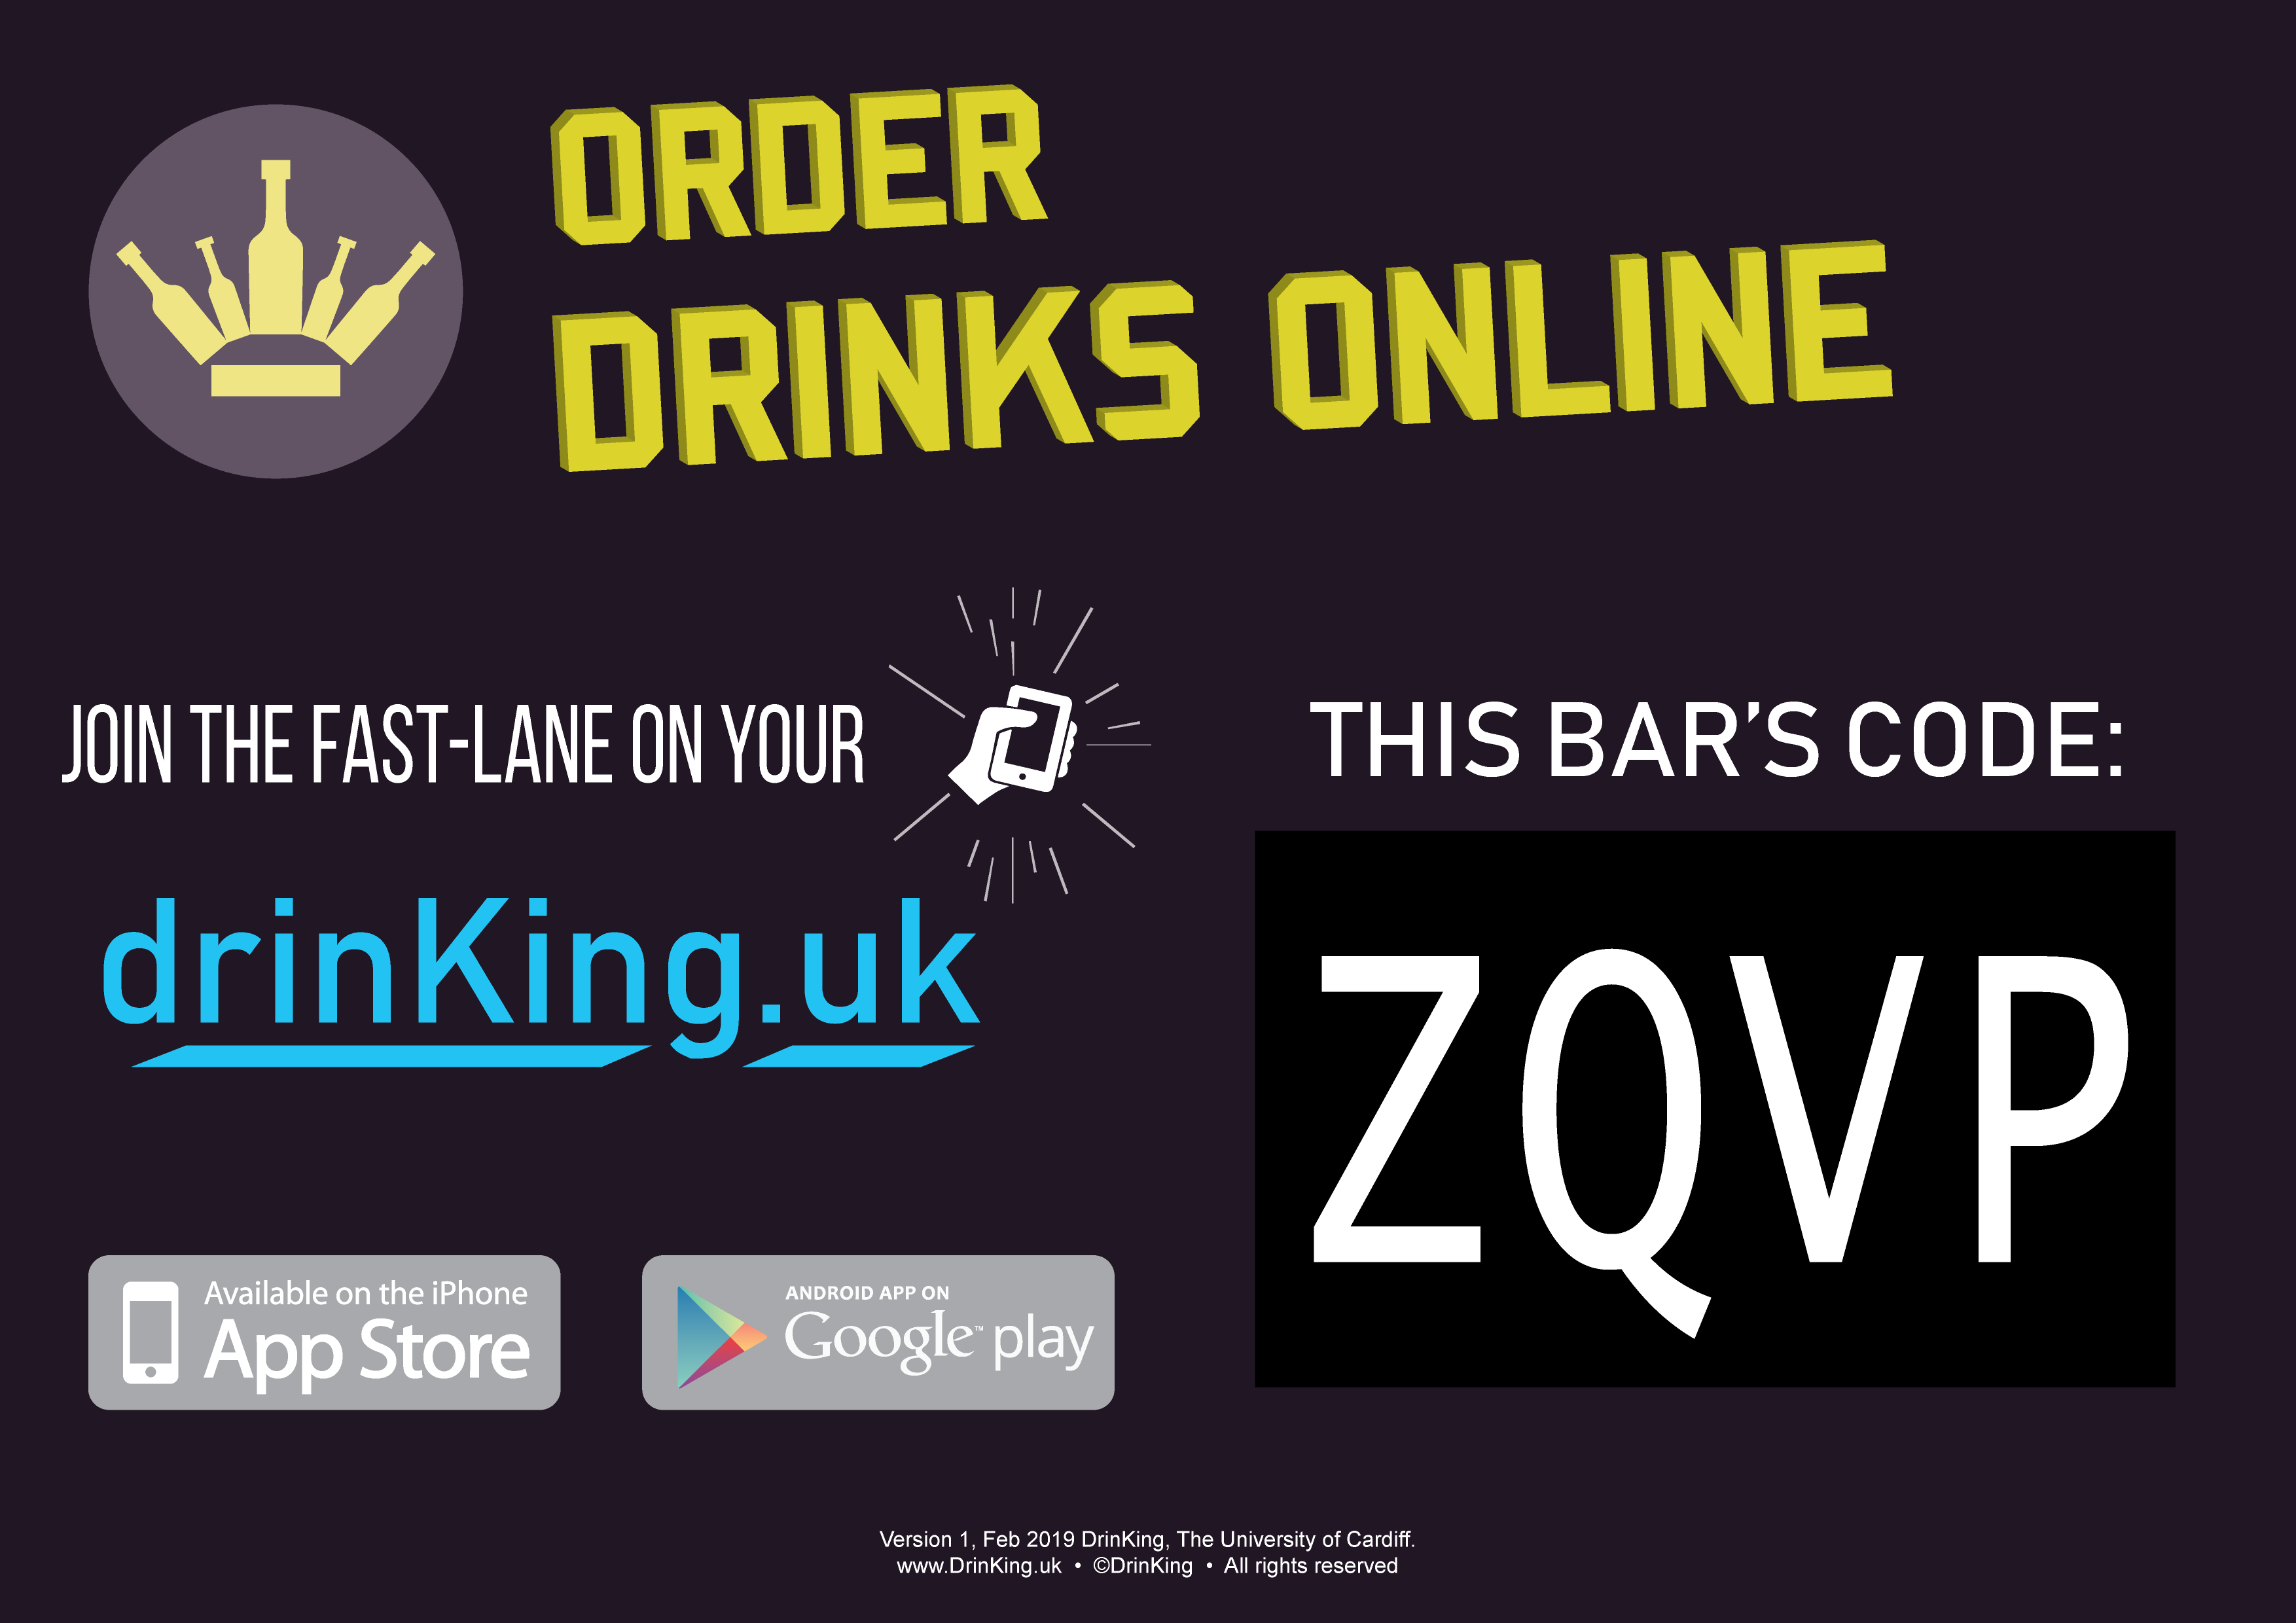 ORDER
DRINKS ONLINE
JOIN THE FAST-LANE ON YOUR
drinKing.uk
Available on the iPhone
App Store
ANDROID APP ON
Google™ play
THIS BAR'S CODE:
ZQVP
Version 1, Feb 2019 DrinKing, The University of Cardiff.
www.DrinKing.uk • ©DrinKing • All rights reserved